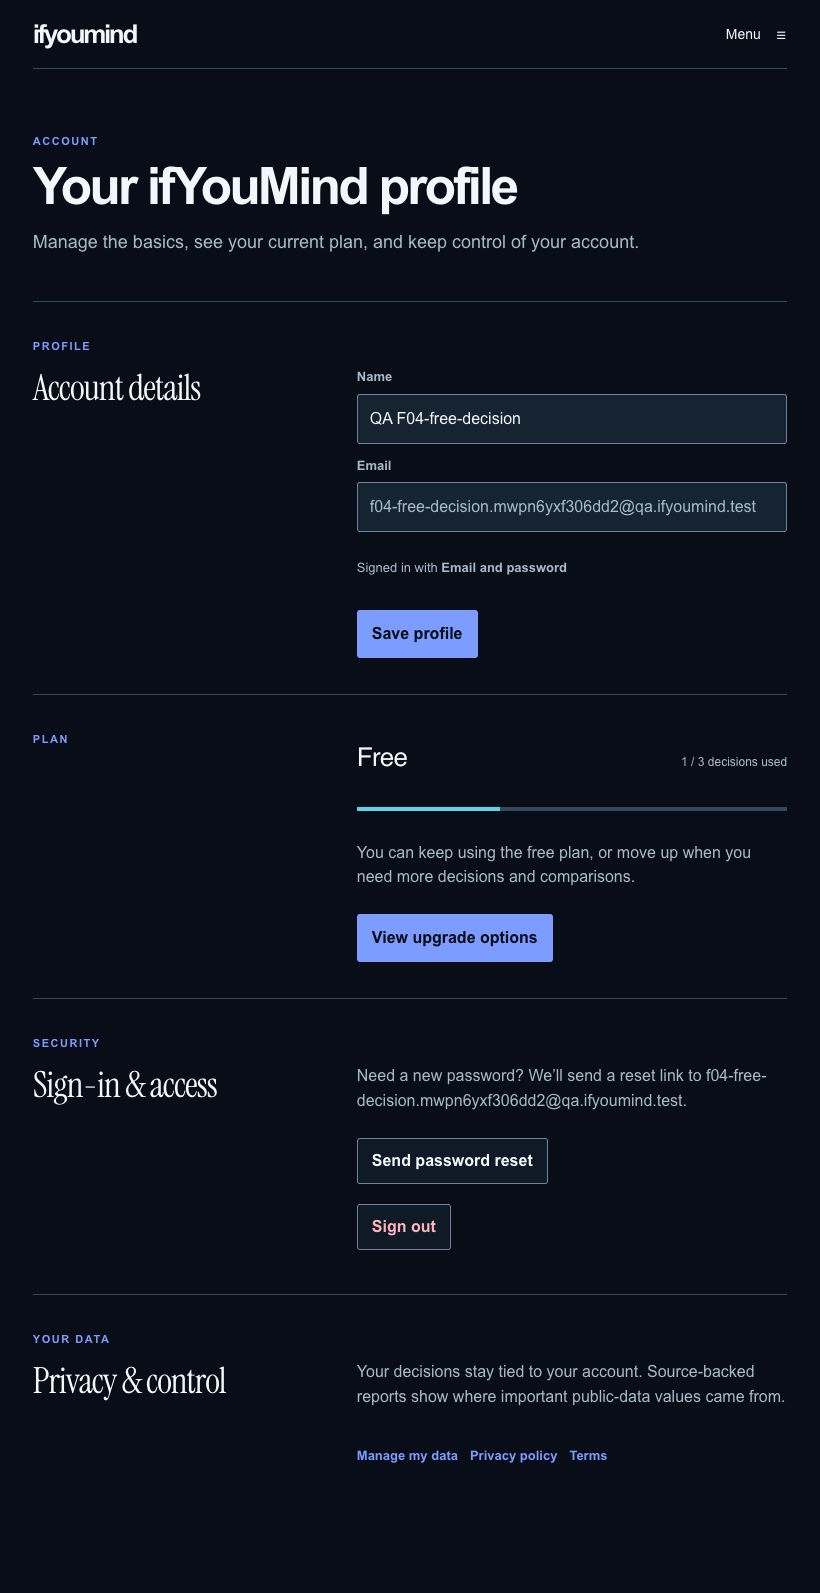 ifyoumind
Menu ≡
ACCOUNT
Your ifYouMind profile
Manage the basics, see your current plan, and keep control of your account.
PROFILE
Account details
Name
QA F04-free-decision
Email
f04-free-decision.mwpn6yxf306dd2@qa.ifyoumind.test
Signed in with Email and password
Save profile
PLAN
Free
1 / 3 decisions used
You can keep using the free plan, or move up when you
need more decisions and comparisons.
View upgrade options
SECURITY
Sign-in & access
Need a new password? We’ll send a reset link to f04-free-
decision.mwpn6yxf306dd2@qa.ifyoumind.test.
Send password reset
Sign out
YOUR DATA
Privacy & control
Your decisions stay tied to your account. Source-backed
reports show where important public-data values came from.
Manage my data Privacy policy Terms